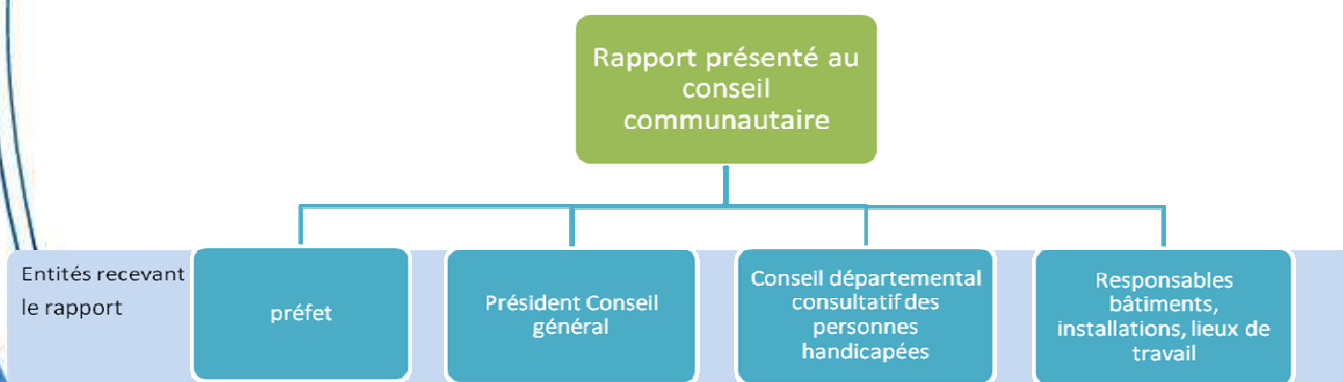 Rapport présenté au
conseil
communautaire
Entités recevant
le rapport
préfet
Président Conseil
général
Conseil départemental
consultatif des
personnes
handicapées
Responsables
bâtiments,
installations, lieux de
travail